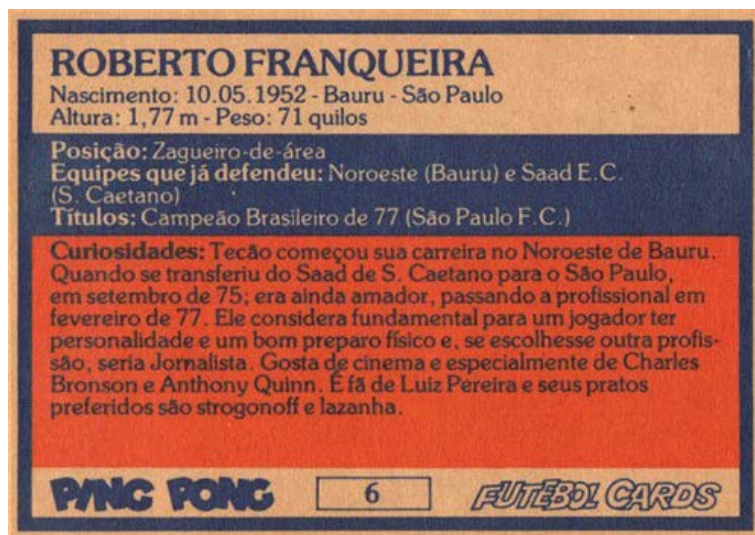 ROBERTO FRANQUEIRA
Nascimento: 10.05.1952 - Bauru - São Paulo
Altura: 1,77 m - Peso: 71 quilos
Posição: Zagueiro-de-área
Equipes que já defendeu: Noroeste (Bauru) e Saad E.C.
(S. Caetano)
Títulos: Campeão Brasileiro de 77 (São Paulo F.C.)
Curiosidades: Tecão começou sua carreira no Noroeste de Bauru.
Quando se transferiu do Saad de S. Caetano para o São Paulo,
em setembro de 75; era ainda amador, passando a profissional em
fevereiro de 77. Ele considera fundamental para um jogador ter
personalidade e um bom preparo físico e, se escolhesse outra profis-
são, seria Jornalista. Gosta de cinema e especialmente de Charles
Bronson e Anthony Quinn. É fã de Luiz Pereira e seus pratos
preferidos são strogonoff e lazanha.
PING PONG 6 FUTEBOL CARDS